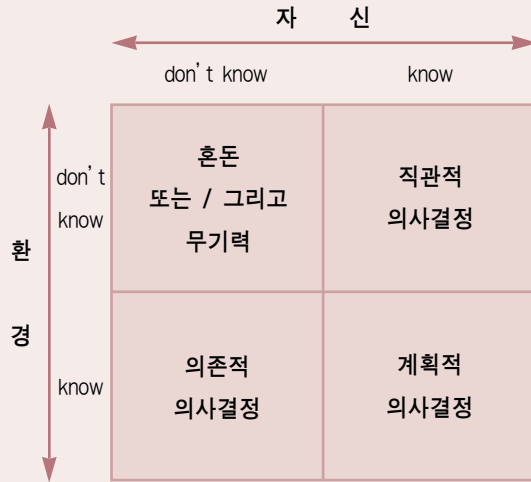 자 신
don't know know
don't
know
환
경
know
혼돈
또는 / 그리고
무기력
직관적
의사결정
의존적
의사결정
계획적
의사결정